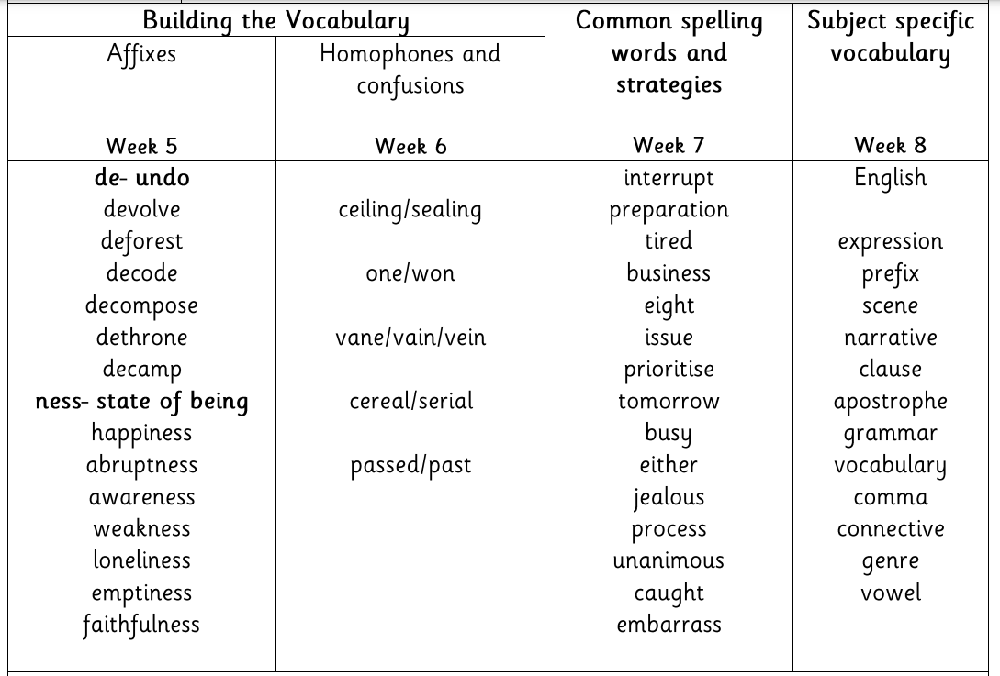 Building the Vocabulary
Affixes
Week 5
Homophones and
confusions
Week 6
Common spelling
words and
strategies
Week 7
Subject specific
vocabulary
Week 8
de- undo
devolve
deforest
decode
decompose
dethrone
decamp
ness- state of being
happiness
abruptness
awareness
weakness
loneliness
emptiness
faithfulness
ceiling/sealing
one/won
vane/vain/vein
cereal/serial
passed/past
interrupt
preparation
tired
business
eight
issue
prioritise
tomorrow
busy
either
jealous
process
unanimous
caught
embarrass
English
expression
prefix
scene
narrative
clause
apostrophe
grammar
vocabulary
comma
connective
genre
vowel